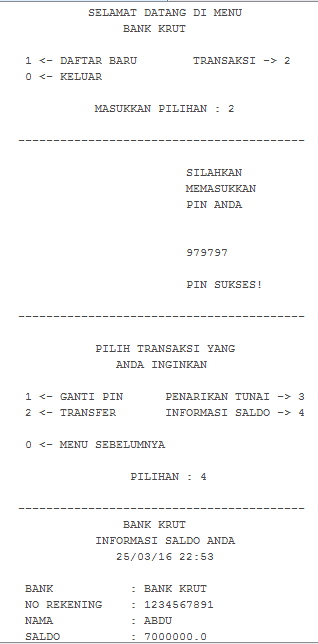 SELAMAT DATANG DI MENU
BANK KRUT
1 <- DAFTAR BARU TRANSAKSI -> 2
0 <- KELUAR
MASUKKAN PILIHAN : 2
-----------------------------------------
SILAHKAN
MEMASUKKAN
PIN ANDA
979797
PIN SUKSES!
-----------------------------------------
PILIH TRANSAKSI YANG
ANDA INGINKAN
1 <- GANTI PIN PENARIKAN TUNAI -> 3
2 <- TRANSFER INFORMASI SALDO -> 4
0 <- MENU SEBELUMNYA
PILIHAN : 4
-----------------------------------------
BANK KRUT
INFORMASI SALDO ANDA
25/03/16 22:53
BANK : BANK KRUT
NO REKENING : 1234567891
NAMA : ABDU
SALDO : 7000000.0